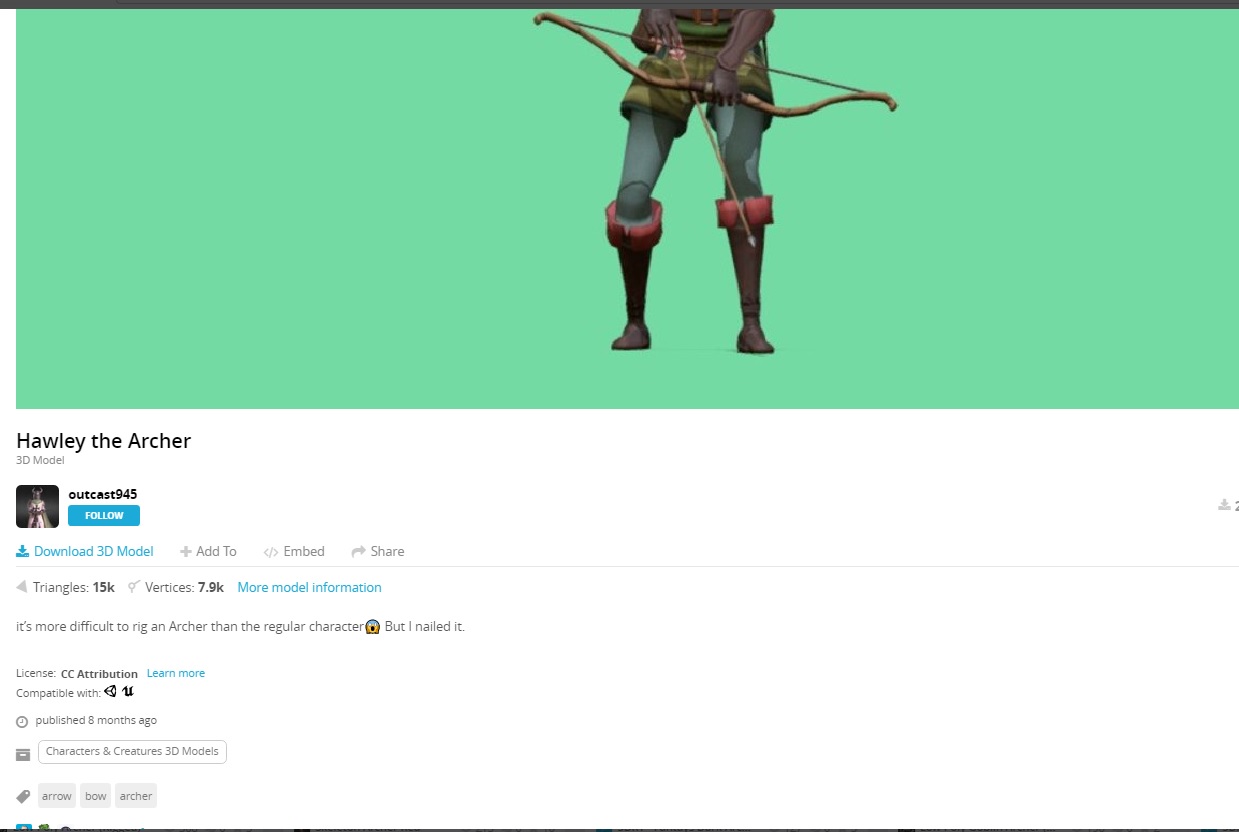 Hawley the Archer
3D Model
outcast945
FOLLOW
2
Download 3D Model Add To Embed Share
Triangles: 15k Vertices: 7.9k More model information
it's more difficult to rig an Archer than the regular character😱 But I nailed it.
License: CC Attribution Learn more
Compatible with:
published 8 months ago
Characters & Creatures 3D Models
arrow bow archer